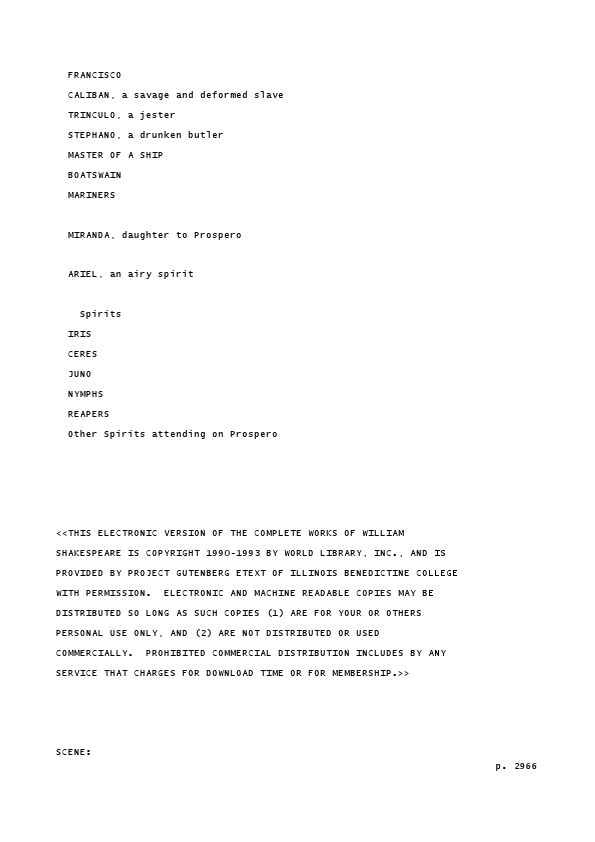 FRANCISCO
CALIBAN, a savage and deformed slave
TRINCULO, a jester
STEPHANO, a drunken butler
MASTER OF A SHIP
BOATSWAIN
MARINERS
MIRANDA, daughter to Prospero
ARIEL, an airy spirit
Spirits
IRIS
CERES
JUNO
NYMPHS
REAPERS
Other Spirits attending on Prospero
<<THIS ELECTRONIC VERSION OF THE COMPLETE WORKS OF WILLIAM
SHAKESPEARE IS COPYRIGHT 1990-1993 BY WORLD LIBRARY, INC., AND IS
PROVIDED BY PROJECT GUTENBERG ETEXT OF ILLINOIS BENEDICTINE COLLEGE
WITH PERMISSION.  ELECTRONIC AND MACHINE READABLE COPIES MAY BE
DISTRIBUTED SO LONG AS SUCH COPIES (1) ARE FOR YOUR OR OTHERS
PERSONAL USE ONLY, AND (2) ARE NOT DISTRIBUTED OR USED
COMMERCIALLY.  PROHIBITED COMMERCIAL DISTRIBUTION INCLUDES BY ANY
SERVICE THAT CHARGES FOR DOWNLOAD TIME OR FOR MEMBERSHIP.>>
SCENE:
p. 2966